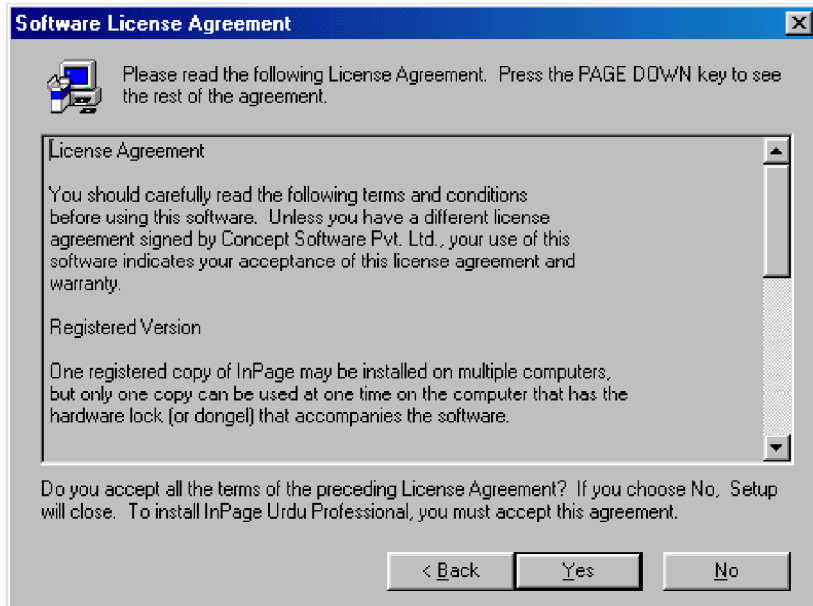 Software License Agreement
Please read the following License Agreement. Press the PAGE DOWN key to see
the rest of the agreement.
License Agreement
You should carefully read the following terms and conditions
before using this software. Unless you have a different license
agreement signed by Concept Software Pvt. Ltd., your use of this
software indicates your acceptance of this license agreement and
warranty.
Registered Version
One registered copy of InPage may be installed on multiple computers,
but only one copy can be used at one time on the computer that has the
hardware lock (or dongel) that accompanies the software.
Do you accept all the terms of the preceding License Agreement? If you choose No, Setup
will close. To install InPage Urdu Professional, you must accept this agreement.
< Back Yes No